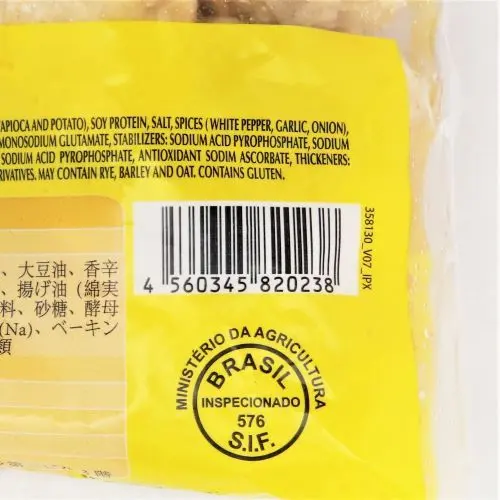 TAPIOCA AND POTATO), SOY PROTEIN, SALT, SPICES ( WHITE PEPPER, GARLIC, ONION),
MONOSODIUM GLUTAMATE, STABILIZERS: SODIUM ACID PYROPHOSPHATE, SODIUM
SODIUM ACID PYROPHOSPHATE, ANTIOXIDANT SODIM ASCORBATE, THICKENERS:
RIVATIVES. MAY CONTAIN RYE, BARLEY AND OAT. CONTAINS GLUTEN.
、大豆油、香辛
、揚げ油 (綿実
料、砂糖、酵母
(Na)、ベーキン
類
4 560345 820238
358130_V07_JPX
MINISTÉRIO DA AGRICULTURA
BRASIL
INSPECIONADO
576
S.I.F.